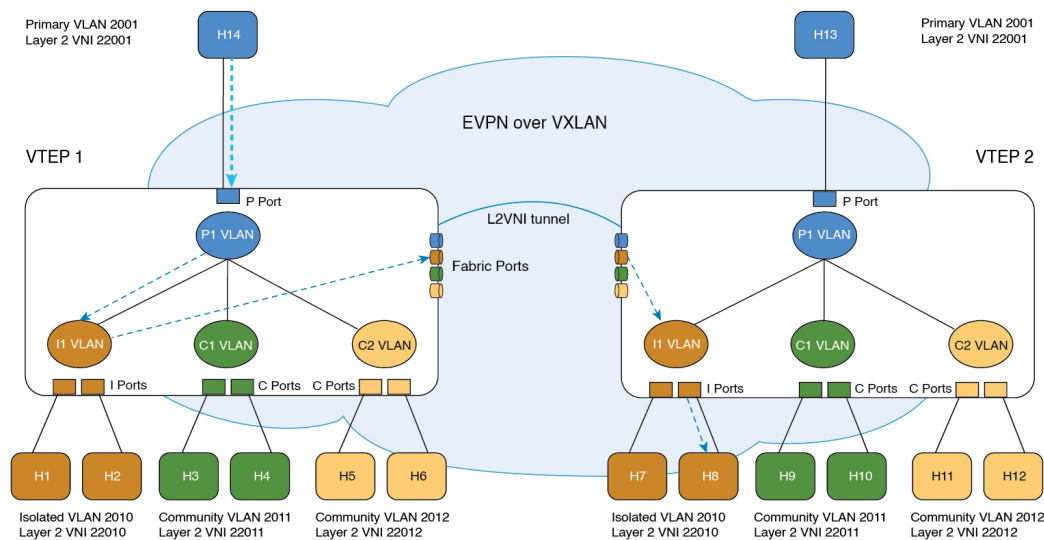 Primary VLAN 2001
Layer 2 VNI 22001
H14
H13
Primary VLAN 2001
Layer 2 VNI 22001
EVPN over VXLAN
VTEP 1
VTEP 2
P Port
P Port
L2VNI tunnel
P1 VLAN
P1 VLAN
Fabric Ports
I1 VLAN
C1 VLAN
C2 VLAN
I1 VLAN
C1 VLAN
C2 VLAN
I Ports
C Ports
C Ports
I Ports
C Ports
C Ports
H1
H2
H3
H4
H5
H6
H7
H8
H9
H10
H11
H12
Isolated VLAN 2010
Layer 2 VNI 22010
Community VLAN 2011
Layer 2 VNI 22011
Community VLAN 2012
Layer 2 VNI 22012
Isolated VLAN 2010
Layer 2 VNI 22010
Community VLAN 2011
Layer 2 VNI 22011
Community VLAN 2012
Layer 2 VNI 22012